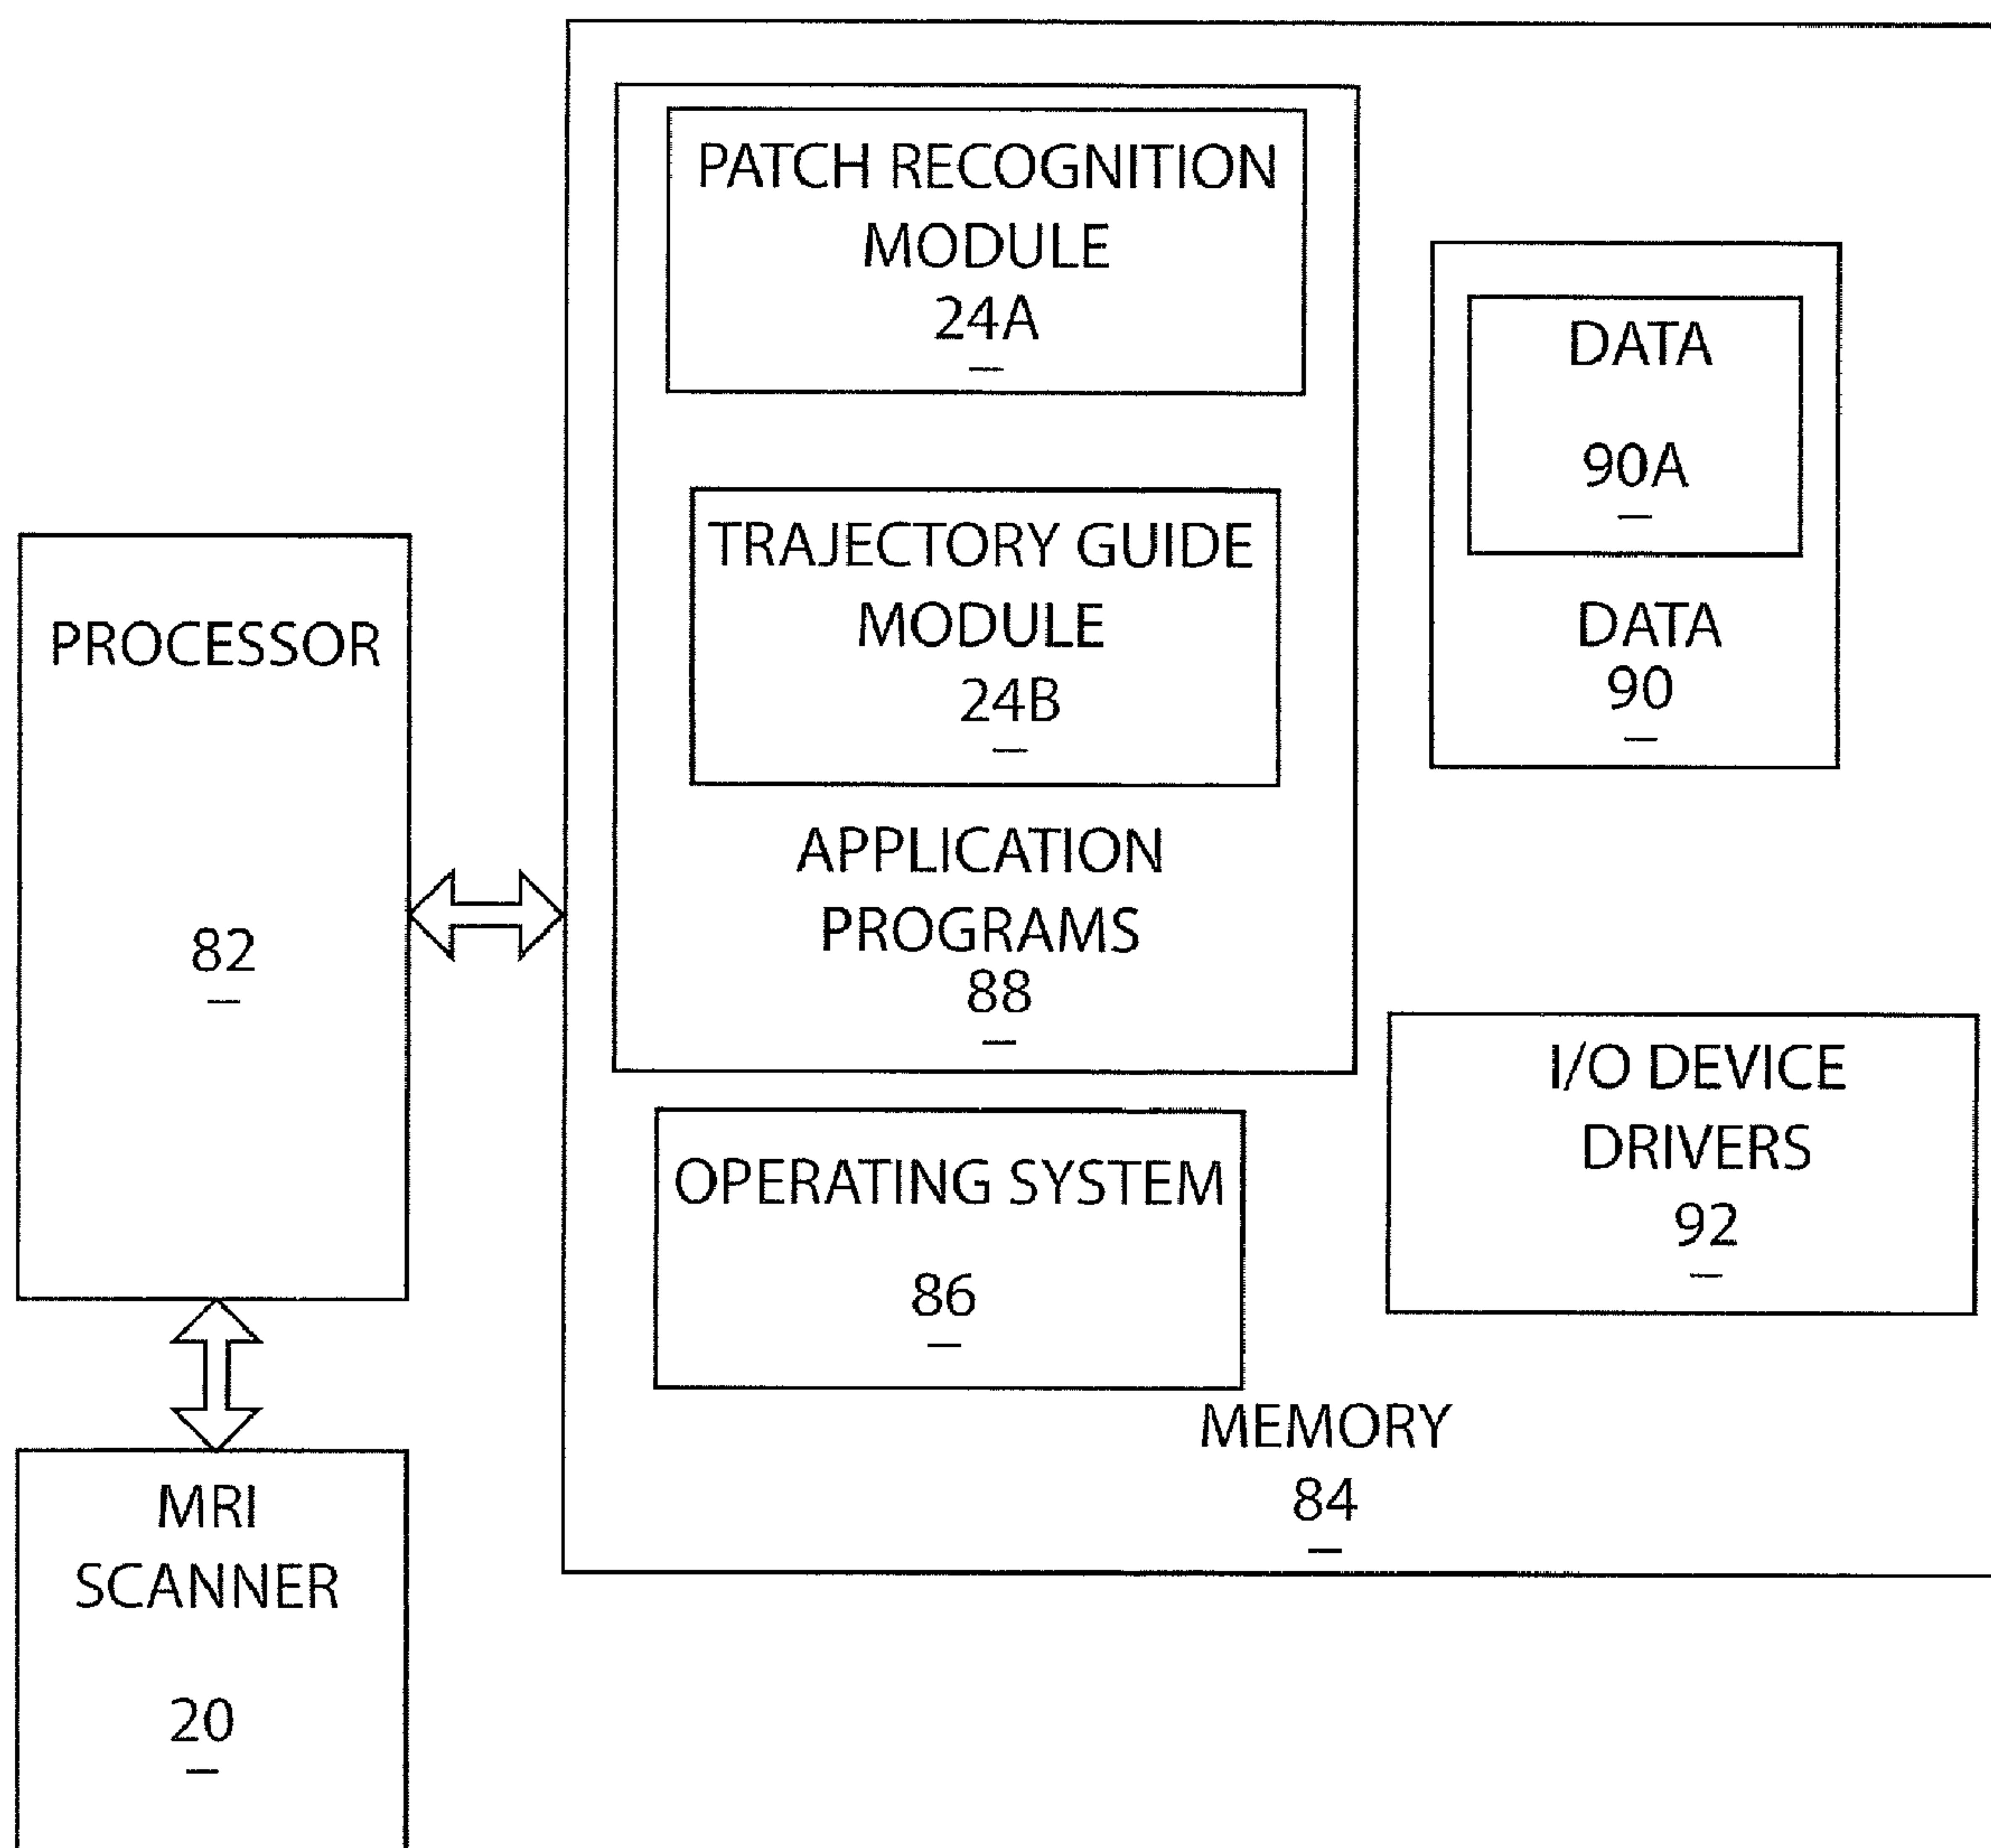 PATCH RECOGNITION
MODULE
24A
TRAJECTORY GUIDE
MODULE
24B
APPLICATION
PROGRAMS
88
OPERATING SYSTEM
86
DATA
90A
DATA
90
I/O DEVICE
DRIVERS
92
MEMORY
84
PROCESSOR
82
MRI
SCANNER
20